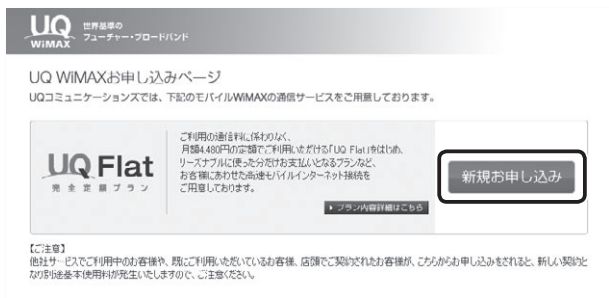 UQ
WiMAX
世界基準の
フューチャー・ブロードバンド
UQ WiMAXお申し込みページ
UQコミュニケーションズでは、下記のモバイルWiMAXの通信サービスをご用意しております。
UQ Flat
完全定額プラン
ご利用の通信料に係わりなく、
月額4,480円の定額でご利用いただける「UQ Flat」をはじめ、
リーズナブルに使った分だけお支払いとなるプランなど、
お客様にあわせた高速モバイルインターネット接続を
ご用意しております。
プラン内容詳細はこちら
新規お申し込み
【ご注意】
他社サービスでご利用中のお客様や、既にご利用いただいているお客様、店頭でご契約されたお客様が、こちらからお申し込みをされると、新しい契約と
なり別途基本使用料が発生いたしますので、ご注意ください。